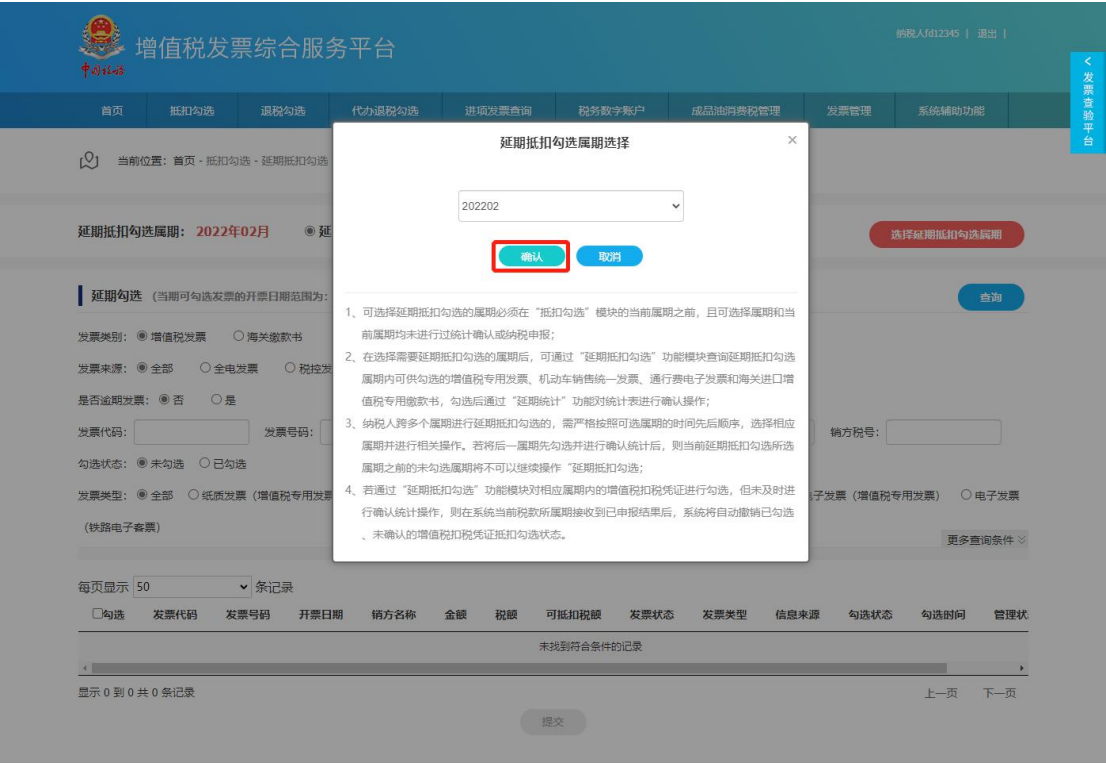 增值税发票综合服务平台
中国税务
纳税人fd12345 | 退出 |
<
发票查验平台
首页 抵扣勾选 退税勾选 代办退税勾选 进项发票查询 税务数字账户 成品油消费税管理 发票管理 系统辅助功能
当前位置：首页 - 抵扣勾选 - 延期抵扣勾选
延期抵扣勾选属期选择 ×
202202
确认 取消
1、可选择延期抵扣勾选的属期必须在“抵扣勾选”模块的当前属期之前，且可选择属期和当
前属期均未进行过统计确认或纳税申报；
2、在选择需要延期抵扣勾选的属期后，可通过“延期抵扣勾选”功能模块查询延期抵扣勾选
属期内可供勾选的增值税专用发票、机动车销售统一发票、通行费电子发票和海关进口增
值税专用缴款书，勾选后通过“延期统计”功能对统计表进行确认操作；
3、纳税人跨多个属期进行延期抵扣勾选的，需严格按照可选属期的时间先后顺序，选择相应
属期并进行相关操作。若将后一属期先勾选并进行确认统计后，则当前延期抵扣勾选所选
属期之前的未勾选属期将不可以继续操作“延期抵扣勾选；
4、若通过“延期抵扣勾选”功能模块对相应属期内的增值税扣税凭证进行勾选，但未及时进
行确认统计操作，则在系统当前税款所属期接收到已申报结果后，系统将自动撤销已勾选
、未确认的增值税扣税凭证抵扣勾选状态。
延期抵扣勾选属期：2022年02月 延
选择延期抵扣勾选属期
延期勾选 （当期可勾选发票的开票日期范围为：
查询
发票类别： 增值税发票 海关缴款书
发票来源： 全部 全电发票 税控发
是否逾期发票： 否 是
发票代码： 发票号码： 销方税号：
勾选状态： 未勾选 已勾选
发票类型： 全部 纸质发票（增值税专用发票 子发票（增值税专用发票） 电子发票
（铁路电子客票）
更多查询条件
每页显示 50 条记录
勾选 发票代码 发票号码 开票日期 销方名称 金额 税额 可抵扣税额 发票状态 发票类型 信息来源 勾选状态 勾选时间 管理状
未找到符合条件的记录
显示 0 到 0 共 0 条记录
上一页 下一页
提交